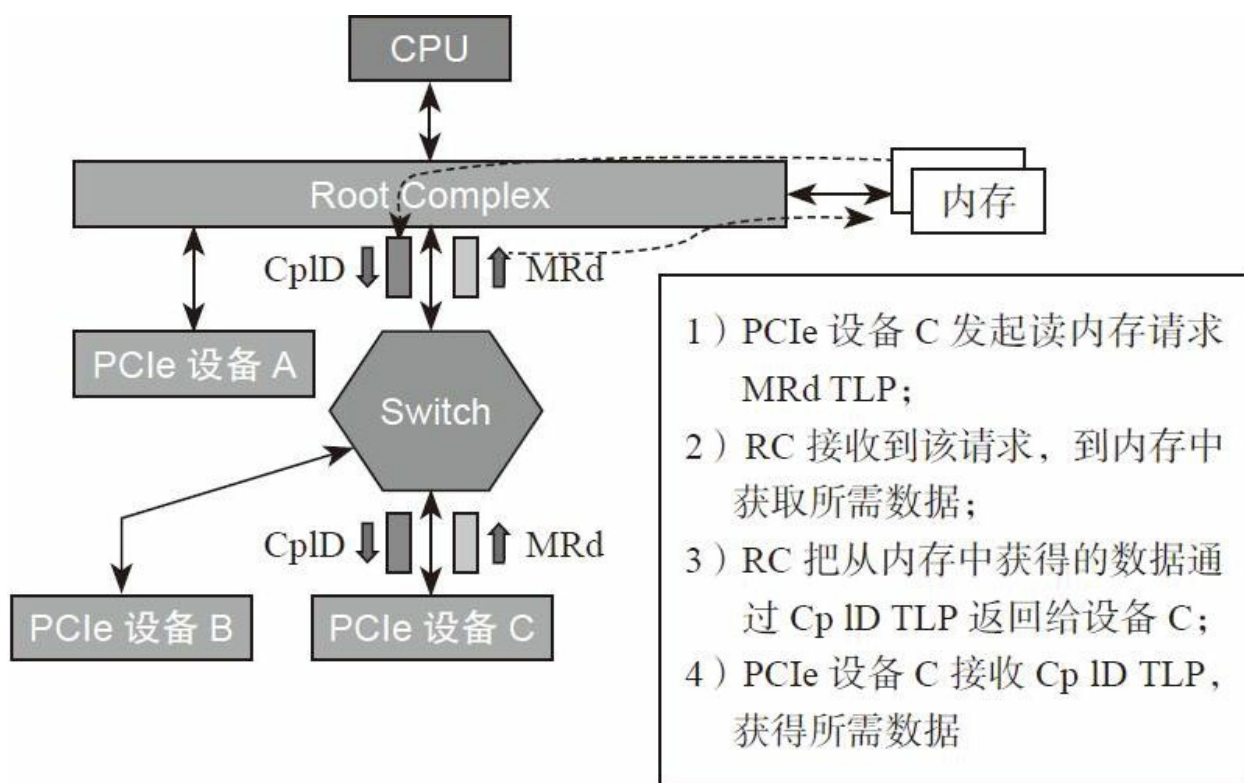 CPU
Root Complex
内存
CplD
MRd
PCIe 设备 A
Switch
CplD
MRd
PCIe 设备 B
PCIe 设备 C
1）PCIe 设备 C 发起读内存请求
MRd TLP；
2）RC 接收到该请求，到内存中
获取所需数据；
3）RC 把从内存中获得的数据通
过 Cp lD TLP 返回给设备 C；
4）PCIe 设备 C 接收 Cp lD TLP，
获得所需数据